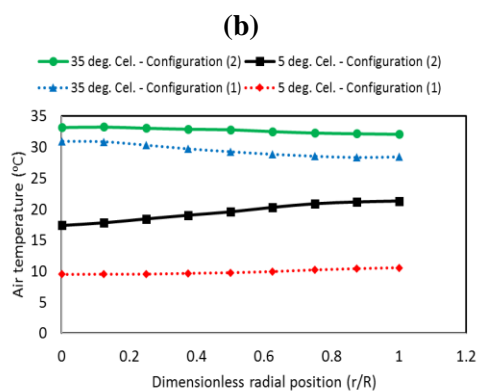 (b)
35 deg. Cel. - Configuration (2) 5 deg. Cel. - Configuration (2)
35 deg. Cel. - Configuration (1) 5 deg. Cel. - Configuration (1)
35
30
25
20
15
10
5
0
Air temperature (°C)
0 0.2 0.4 0.6 0.8 1 1.2
Dimensionless radial position (r/R)